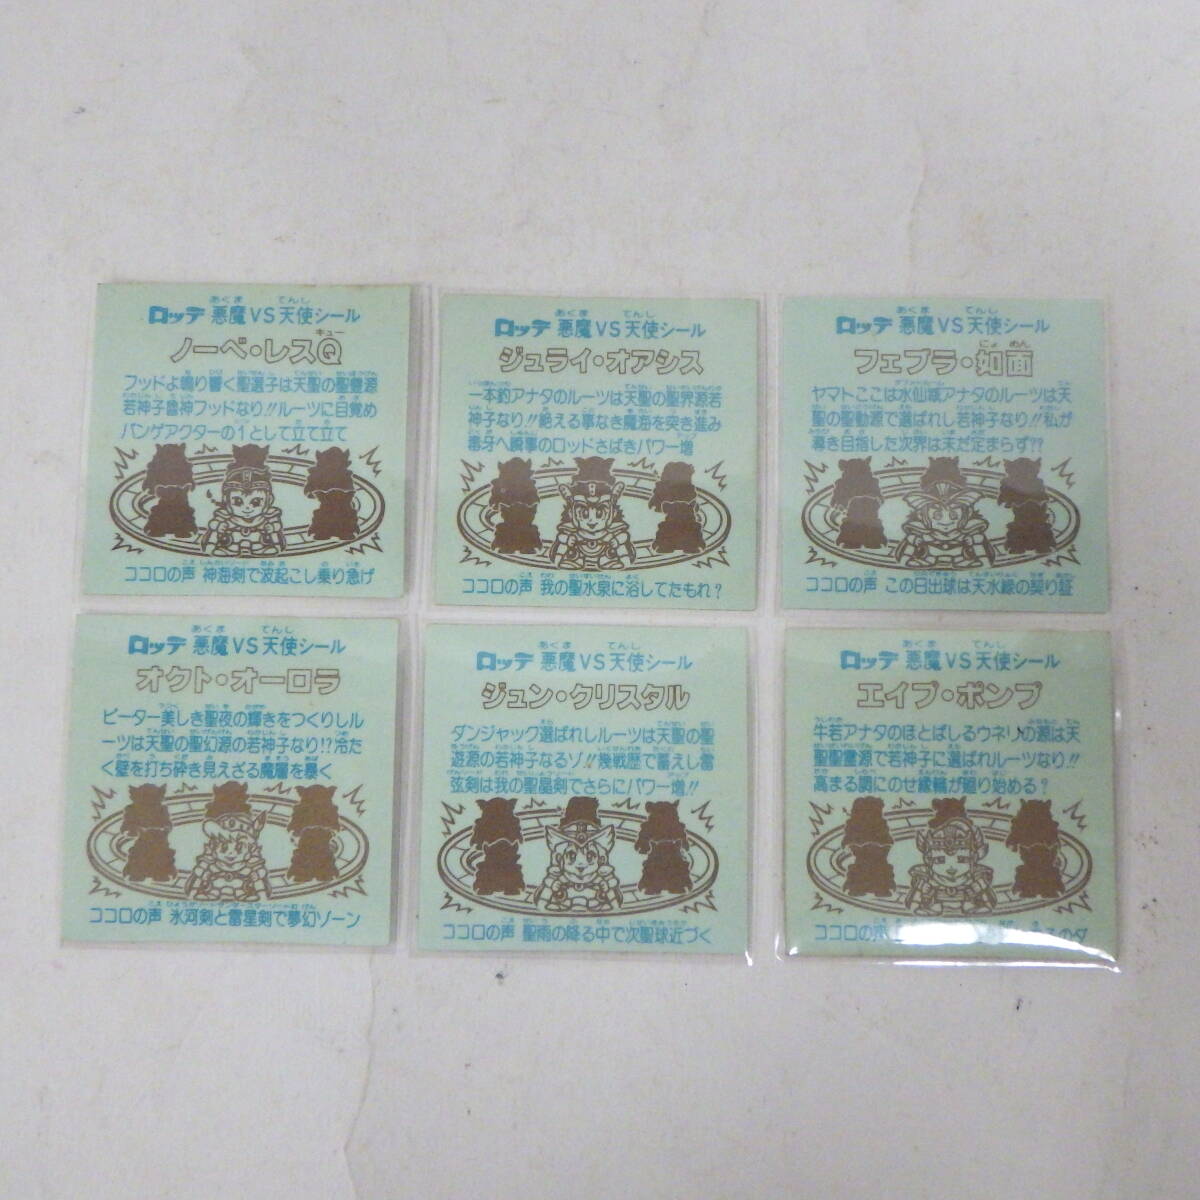 ロッテ 悪魔VS天使シール
ノーベ・レスQ
フッドよ鳴り響く聖選子は天聖の聖豊源
若神子曽神フッドなり!!ルーツに目覚め
パンゲアクターの1として立て立て
ココロの声 神海剣で波起こし乗り急げ
ロッテ 悪魔VS天使シール
ジュライ・オアシス
一本釣アナタのルーツは天聖の聖界源若
神子なり!!絶える事なき魔海を突き進み
毒牙へ瞬事のロッドさばきパワー増
ココロの声 我の聖水泉に浴してたもれ?
ロッテ 悪魔VS天使シール
フェブラ・如面
ヤマトここは水仙域アナタのルーツは天
聖の聖動源で選ばれし若神子なり!!私が
導き目指した次界は未だ定まらず??
ココロの声 この日出球は天水縁の契り証
ロッテ 悪魔VS天使シール
オクト・オーロラ
ピーター美しき聖夜の輝きをつくりしル
ーツは天聖の聖幻源の若神子なり!?冷た
く壁を打ち砕き見えざる魔層を暴く
ココロの声 氷河剣と雷星剣で夢幻ゾーン
ロッテ 悪魔VS天使シール
ジュン・クリスタル
ダンジャック選ばれしルーツは天聖の聖
遊源の若神子なるゾ!!幾戦歴で蓄えし雷
弦剣は我の聖晶剣でさらにパワー増!!
ココロの声 聖雨の降る中で次聖球近づく
ロッテ 悪魔VS天使シール
エイプ・ポンプ
牛若アナタのほとばしるウネリの源は天
聖聖霊源で若神子に選ばれルーツなり!!
高まる調にのせ縁輪が廻り始める?
ココロの声